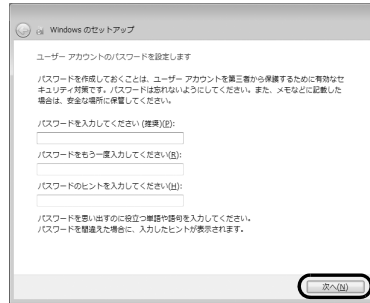 Windows のセットアップ
ユーザー アカウントのパスワードを設定します
パスワードを作成しておくことは、ユーザー アカウントを第三者から保護するために有効なセ
キュリティ対策です。パスワードは忘れないようにしてください。また、メモなどに記載した
場合は、安全な場所に保管してください。
パスワードを入力してください (推奨)(P):
パスワードをもう一度入力してください(R):
パスワードのヒントを入力してください(H):
パスワードを思い出すのに役立つ単語や語句を入力してください。
パスワードを間違えた場合に、入力したヒントが表示されます。
次へ(N)